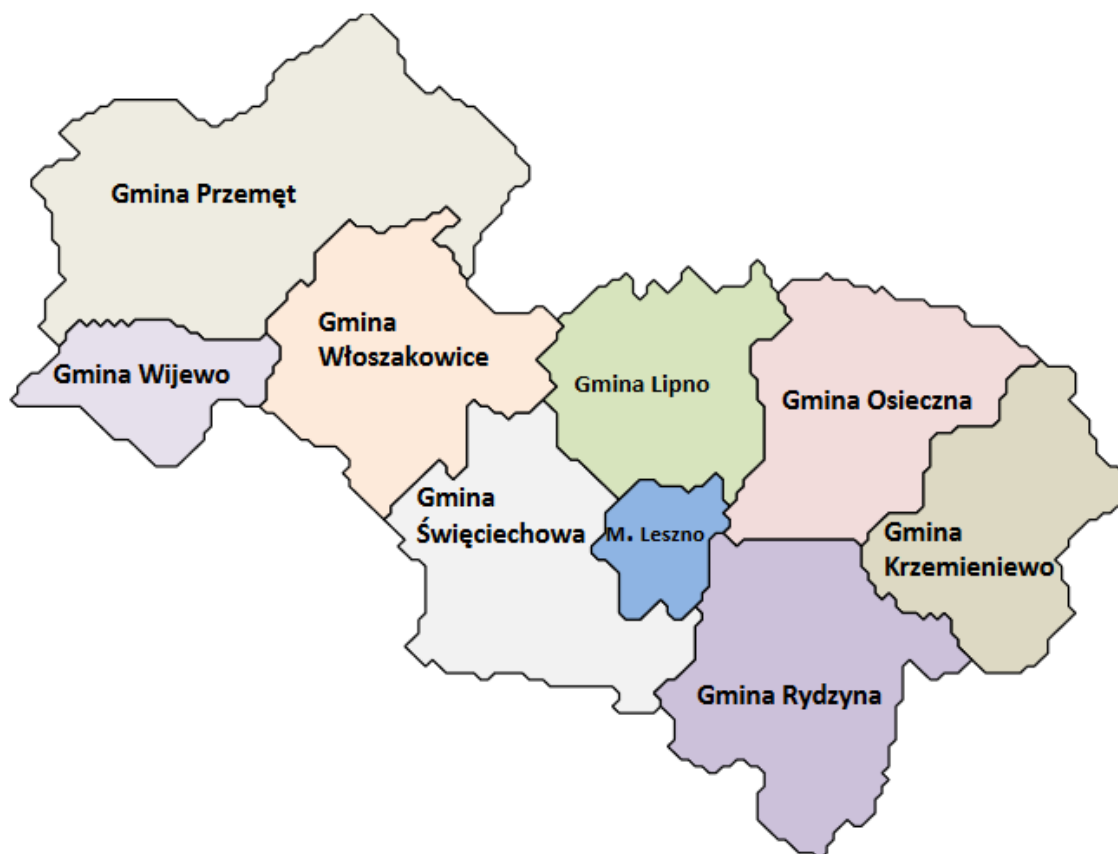 Gmina Przemęt
Gmina
Włoszakowice
Gmina Wijewo
Gmina Lipno
Gmina Osieczna
Gmina
Święciechowa
M. Leszno
Gmina
Krzemieniewo
Gmina Rydzyna